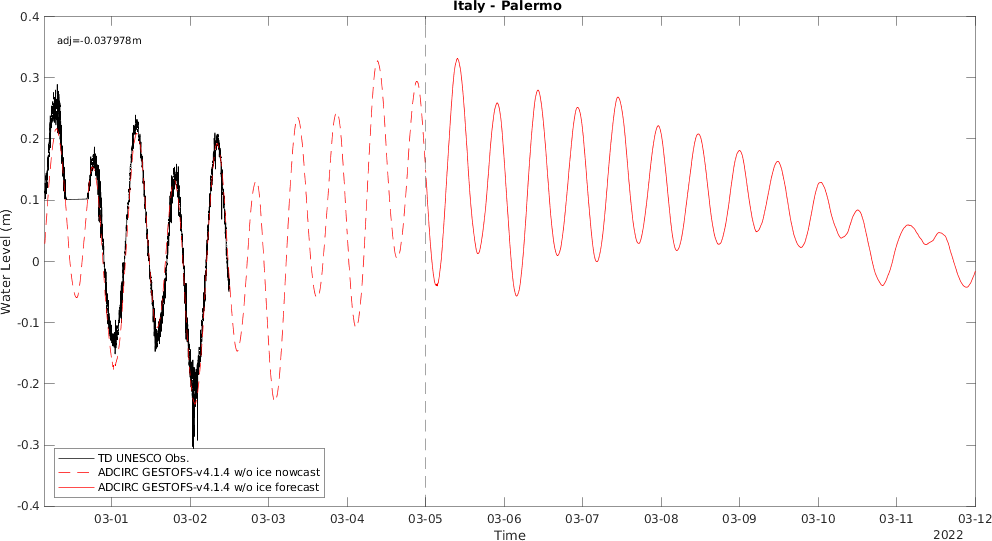 Italy - Palermo
adj=-0.037978m
0.4
0.3
0.2
0.1
0
-0.1
-0.2
-0.3
-0.4
Water Level (m)
TD UNESCO Obs.
ADCIRC GESTOFS-v4.1.4 w/o ice nowcast
ADCIRC GESTOFS-v4.1.4 w/o ice forecast
03-01 03-02 03-03 03-04 03-05 03-06 03-07 03-08 03-09 03-10 03-11 03-12
Time
2022